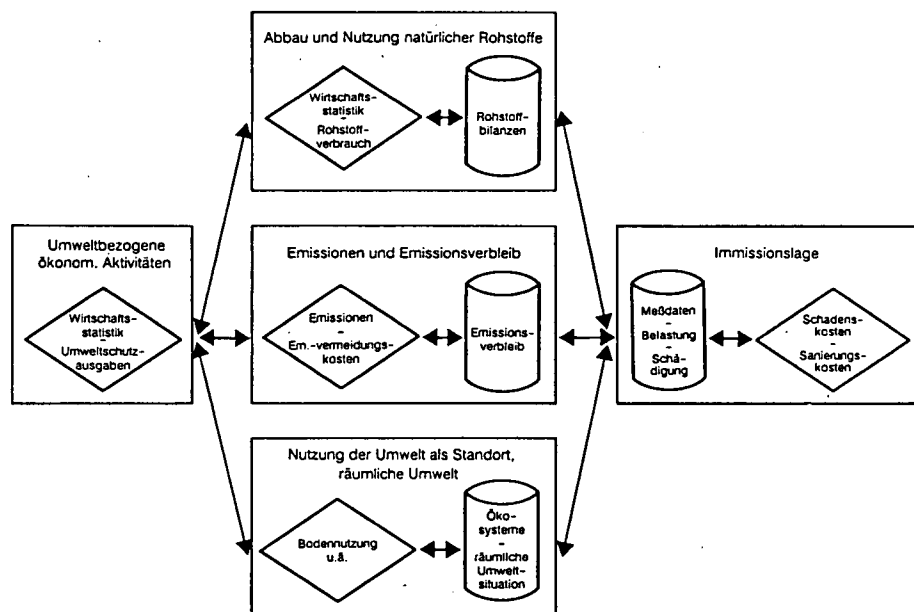 Abbau und Nutzung natürlicher Rohstoffe
Wirtschafts-
statistik
–
Rohstoff-
verbrauch
Rohstoff-
bilanzen
Umweltbezogene
ökonom. Aktivitäten
Wirtschafts-
statistik
–
Umweltschutz-
ausgaben
Emissionen und Emissionsverbleib
Emissionen
–
Em.-vermeidungs-
kosten
Emissions-
verbleib
Immissionslage
Meßdaten
–
Belastung
–
Schä-
digung
Schadens-
kosten
–
Sanierungs-
kosten
Nutzung der Umwelt als Standort,
räumliche Umwelt
Bodennutzung
u.ä.
Öko-
systeme
–
räumliche
Umwelt-
situation